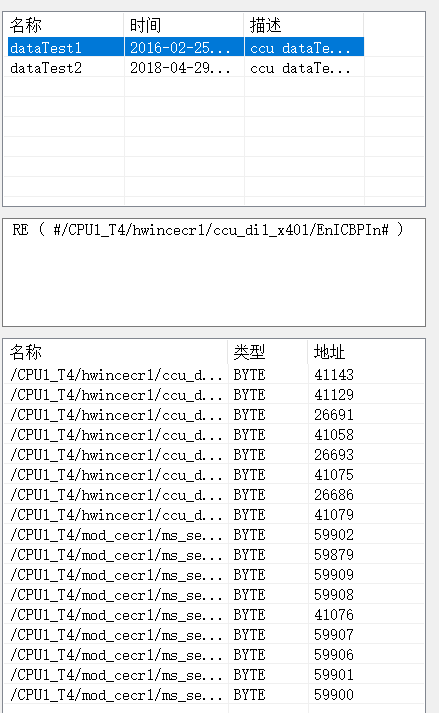 名称 时间 描述
dataTest1 2016-02-25... ccu dataTe...
dataTest2 2018-04-29... ccu dataTe...
RE ( #/CPU1_T4/hwincecr1/ccu_di1_x401/EnICBPIn# )
名称 类型 地址
/CPU1_T4/hwincecr1/ccu_d... BYTE 41143
/CPU1_T4/hwincecr1/ccu_d... BYTE 41129
/CPU1_T4/hwincecr1/ccu_d... BYTE 26691
/CPU1_T4/hwincecr1/ccu_d... BYTE 41058
/CPU1_T4/hwincecr1/ccu_d... BYTE 26693
/CPU1_T4/hwincecr1/ccu_d... BYTE 41075
/CPU1_T4/hwincecr1/ccu_d... BYTE 26686
/CPU1_T4/hwincecr1/ccu_d... BYTE 41079
/CPU1_T4/mod_cecr1/ms_se... BYTE 59902
/CPU1_T4/mod_cecr1/ms_se... BYTE 59879
/CPU1_T4/mod_cecr1/ms_se... BYTE 59909
/CPU1_T4/mod_cecr1/ms_se... BYTE 59908
/CPU1_T4/mod_cecr1/ms_se... BYTE 41076
/CPU1_T4/mod_cecr1/ms_se... BYTE 59907
/CPU1_T4/mod_cecr1/ms_se... BYTE 59906
/CPU1_T4/mod_cecr1/ms_se... BYTE 59901
/CPU1_T4/mod_cecr1/ms_se... BYTE 59900